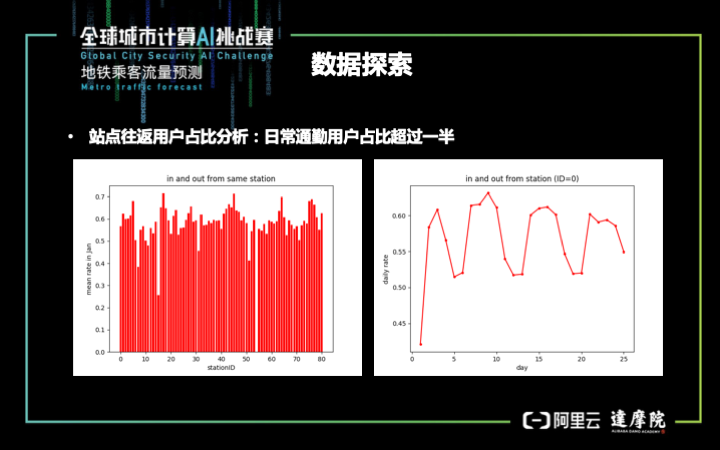 全球城市计算AI挑战赛
Global City Security AI Challenge
地铁乘客流量预测
Metro traffic forecast
数据探索
• 站点往返用户占比分析：日常通勤用户占比超过一半
in and out from same station
0.7
0.6
0.5
0.4
0.3
0.2
0.1
0.0
mean rate in Jan
0 10 20 30 40 50 60 70 80
stationID
in and out from station (ID=0)
0.60
0.55
0.50
0.45
daily rate
0 5 10 15 20 25
day
阿里云 達摩院
ALIBABA DAMO ACADEMY